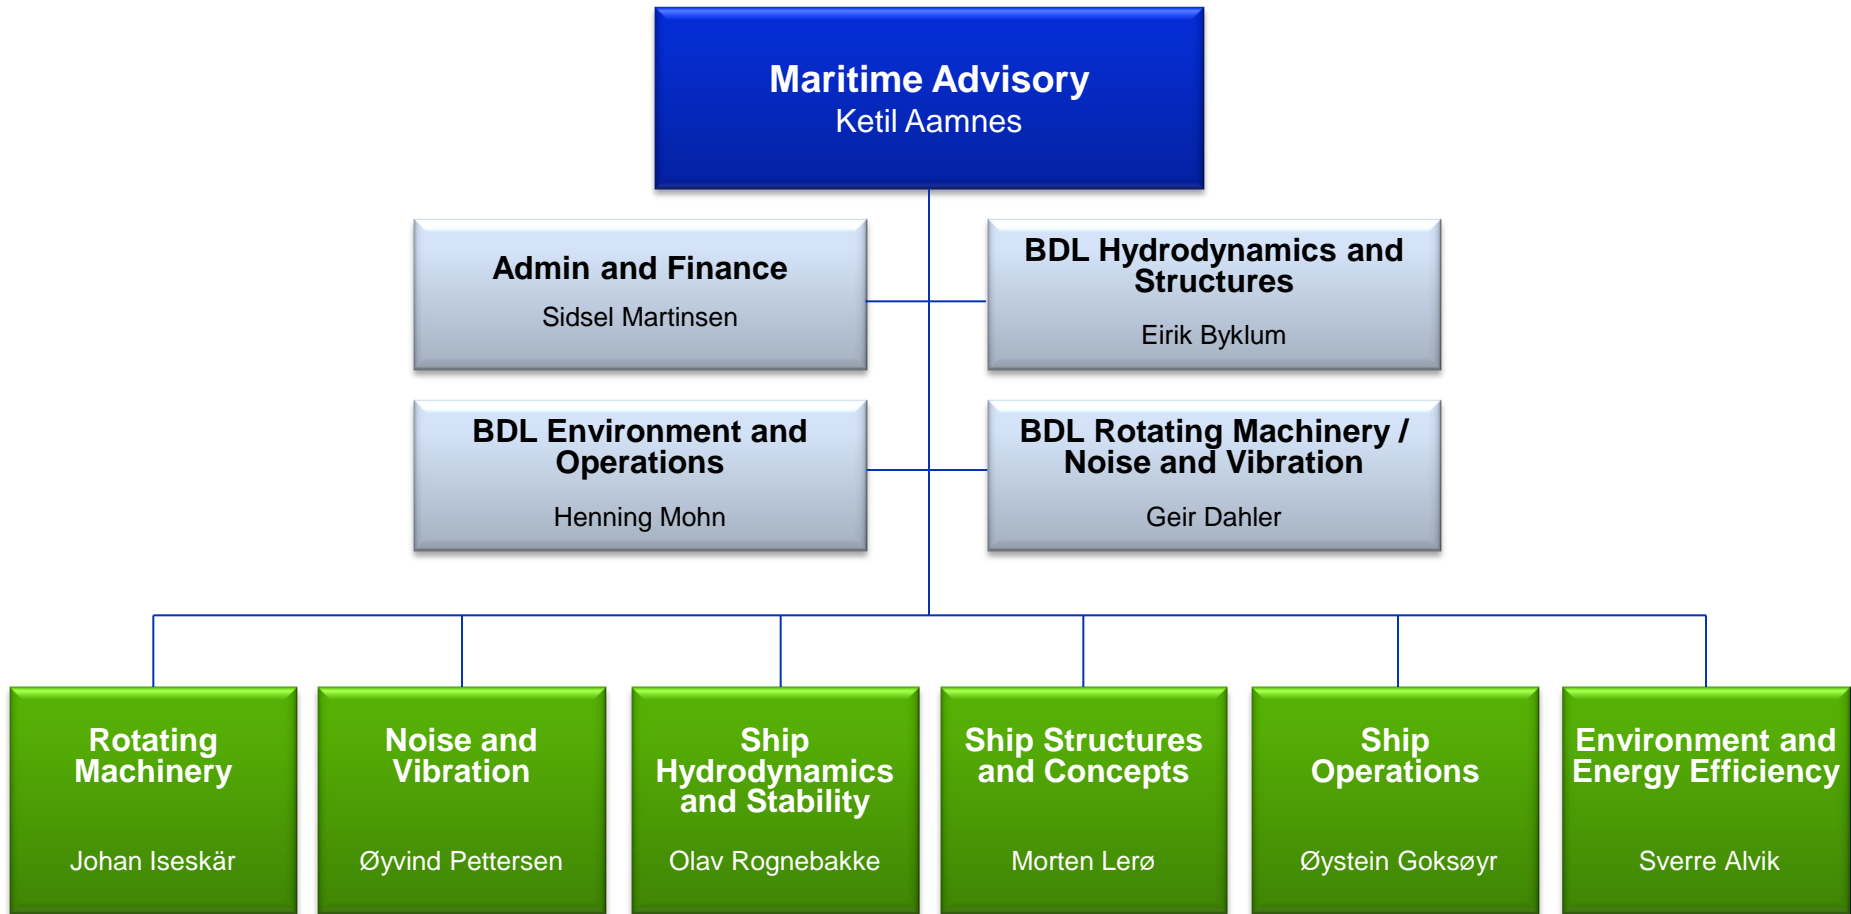 Maritime Advisory
Ketil Aamnes
Admin and Finance
Sidsel Martinsen
BDL Hydrodynamics and
Structures
Eirik Byklum
BDL Environment and
Operations
Henning Mohn
BDL Rotating Machinery /
Noise and Vibration
Geir Dahler
Rotating
Machinery
Johan Iseskär
Noise and
Vibration
Øyvind Pettersen
Ship
Hydrodynamics
and Stability
Olav Rognebakke
Ship Structures
and Concepts
Morten Lerø
Ship
Operations
Øystein Goksøyr
Environment and
Energy Efficiency
Sverre Alvik